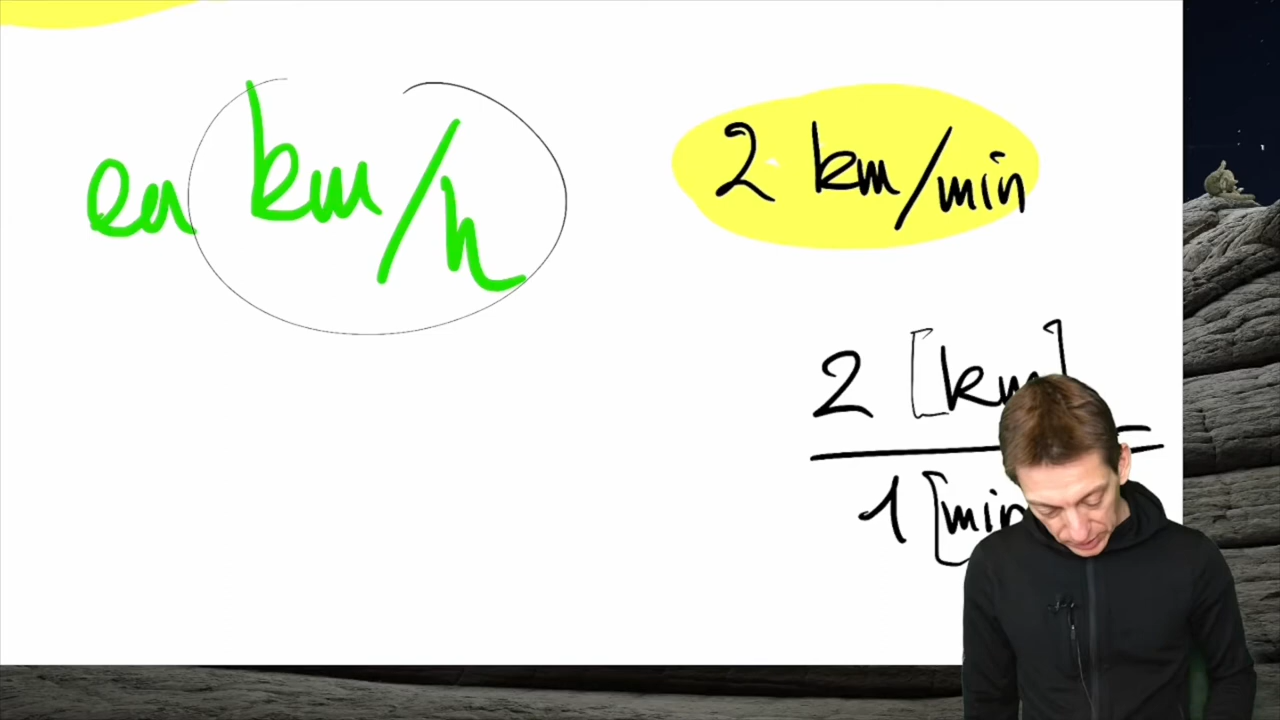 en km/h
2 km/min
2 [km] =
1 [min